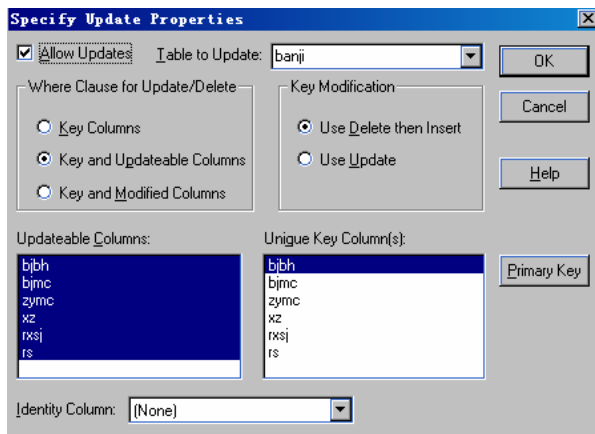 Specify Update Properties
Allow Updates Table to Update: banji OK
Where Clause for Update/Delete Key Modification
Cancel
Key Columns Use Delete then Insert
Key and Updateable Columns Use Update
Help
Key and Modified Columns
Updateable Columns: Unique Key Column(s):
bjbh bjbh Primary Key
bjmc bjmc
zymc zymc
xz xz
rxsj rxsj
rs rs
Identity Column: (None)